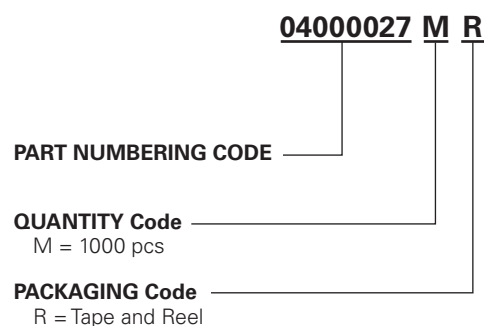 04000027 M R
PART NUMBERING CODE
QUANTITY Code
M = 1000 pcs
PACKAGING Code
R = Tape and Reel